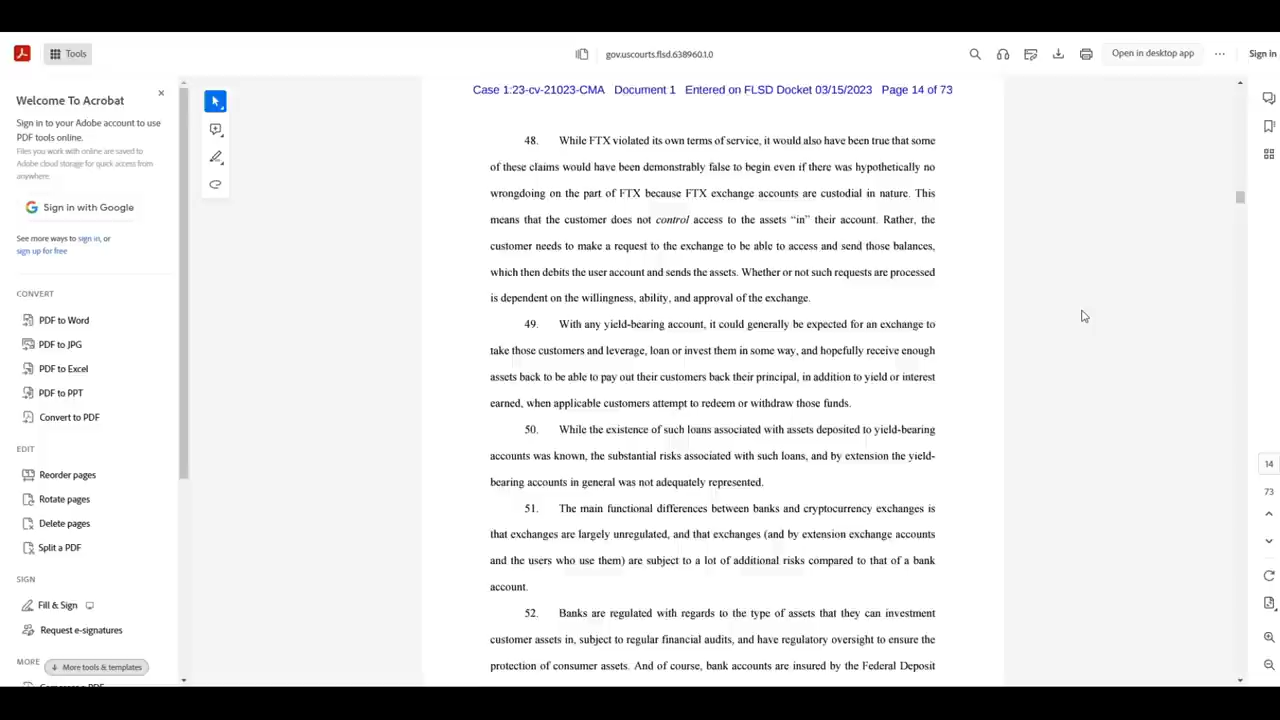 Tools
gov.uscourts.flsd.638960.1.0
Open in desktop app
Sign in
Welcome To Acrobat
Sign in to your Adobe account to use
PDF tools online.
Files you work with online are saved to
Adobe cloud storage for quick access from
anywhere.
Sign in with Google
See more ways to sign in, or
sign up for free
CONVERT
PDF to Word
PDF to JPG
PDF to Excel
PDF to PPT
Convert to PDF
EDIT
Reorder pages
Rotate pages
Delete pages
Split a PDF
SIGN
Fill & Sign
Request e-signatures
MORE
More tools & templates
Case 1:23-cv-21023-CMA Document 1 Entered on FLSD Docket 03/15/2023 Page 14 of 73
48. While FTX violated its own terms of service, it would also have been true that some
of these claims would have been demonstrably false to begin even if there was hypothetically no
wrongdoing on the part of FTX because FTX exchange accounts are custodial in nature. This
means that the customer does not control access to the assets “in” their account. Rather, the
customer needs to make a request to the exchange to be able to access and send those balances,
which then debits the user account and sends the assets. Whether or not such requests are processed
is dependent on the willingness, ability, and approval of the exchange.
49. With any yield-bearing account, it could generally be expected for an exchange to
take those customers and leverage, loan or invest them in some way, and hopefully receive enough
assets back to be able to pay out their customers back their principal, in addition to yield or interest
earned, when applicable customers attempt to redeem or withdraw those funds.
50. While the existence of such loans associated with assets deposited to yield-bearing
accounts was known, the substantial risks associated with such loans, and by extension the yield-
bearing accounts in general was not adequately represented.
51. The main functional differences between banks and cryptocurrency exchanges is
that exchanges are largely unregulated, and that exchanges (and by extension exchange accounts
and the users who use them) are subject to a lot of additional risks compared to that of a bank
account.
52. Banks are regulated with regards to the type of assets that they can investment
customer assets in, subject to regular financial audits, and have regulatory oversight to ensure the
protection of consumer assets. And of course, bank accounts are insured by the Federal Deposit
14
73